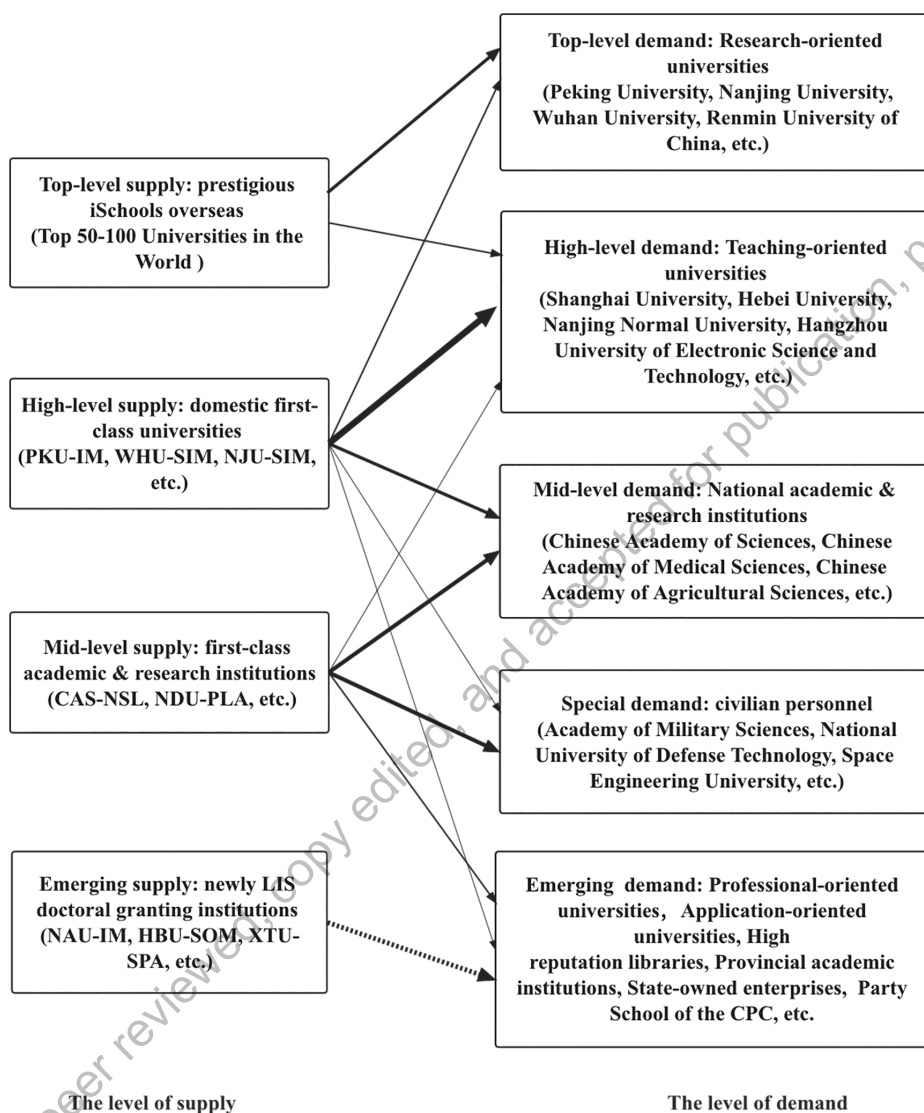 Top-level demand: Research-oriented
universities
(Peking University, Nanjing University,
Wuhan University, Renmin University of
China, etc.)
Top-level supply: prestigious
iSchools overseas
(Top 50-100 Universities in the
World )
High-level demand: Teaching-oriented
universities
(Shanghai University, Hebei University,
Nanjing Normal University, Hangzhou
University of Electronic Science and
Technology, etc.)
High-level supply: domestic first-
class universities
(PKU-IM, WHU-SIM, NJU-SIM,
etc.)
Mid-level demand: National academic &
research institutions
(Chinese Academy of Sciences, Chinese
Academy of Medical Sciences, Chinese
Academy of Agricultural Sciences, etc.)
Mid-level supply: first-class
academic & research institutions
(CAS-NSL, NDU-PLA, etc.)
Special demand: civilian personnel
(Academy of Military Sciences, National
University of Defense Technology, Space
Engineering University, etc.)
Emerging supply: newly LIS
doctoral granting institutions
(NAU-IM, HBU-SOM, XTU-
SPA, etc.)
Emerging demand: Professional-oriented
universities, Application-oriented
universities, High
reputation libraries, Provincial academic
institutions, State-owned enterprises, Party
School of the CPC, etc.
The level of supply
The level of demand
peer reviewed, copy edited, and accepted for publication,